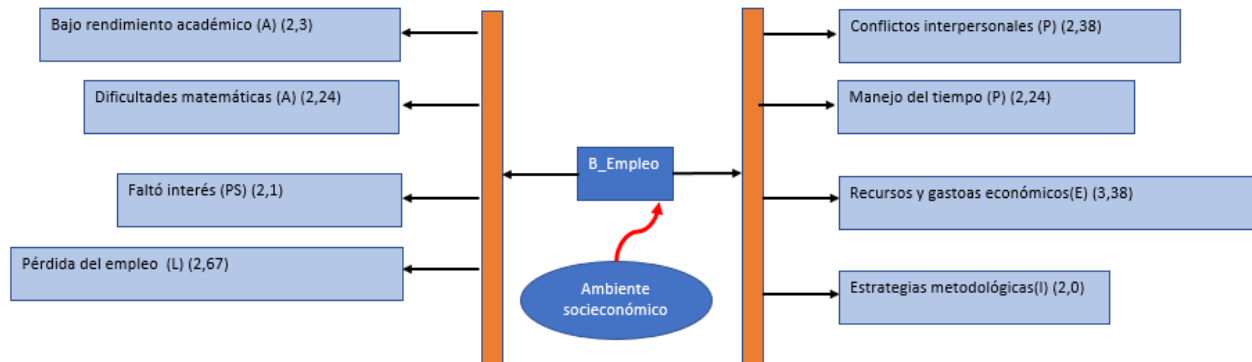 Bajo rendimiento académico (A) (2,3)
Dificultades matemáticas (A) (2,24)
Faltó interés (PS) (2,1)
Pérdida del empleo (L) (2,67)
B_Empleo
Ambiente
socieconómico
Conflictos interpersonales (P) (2,38)
Manejo del tiempo (P) (2,24)
Recursos y gastoas económicos(E) (3,38)
Estrategias metodológicas(I) (2,0)